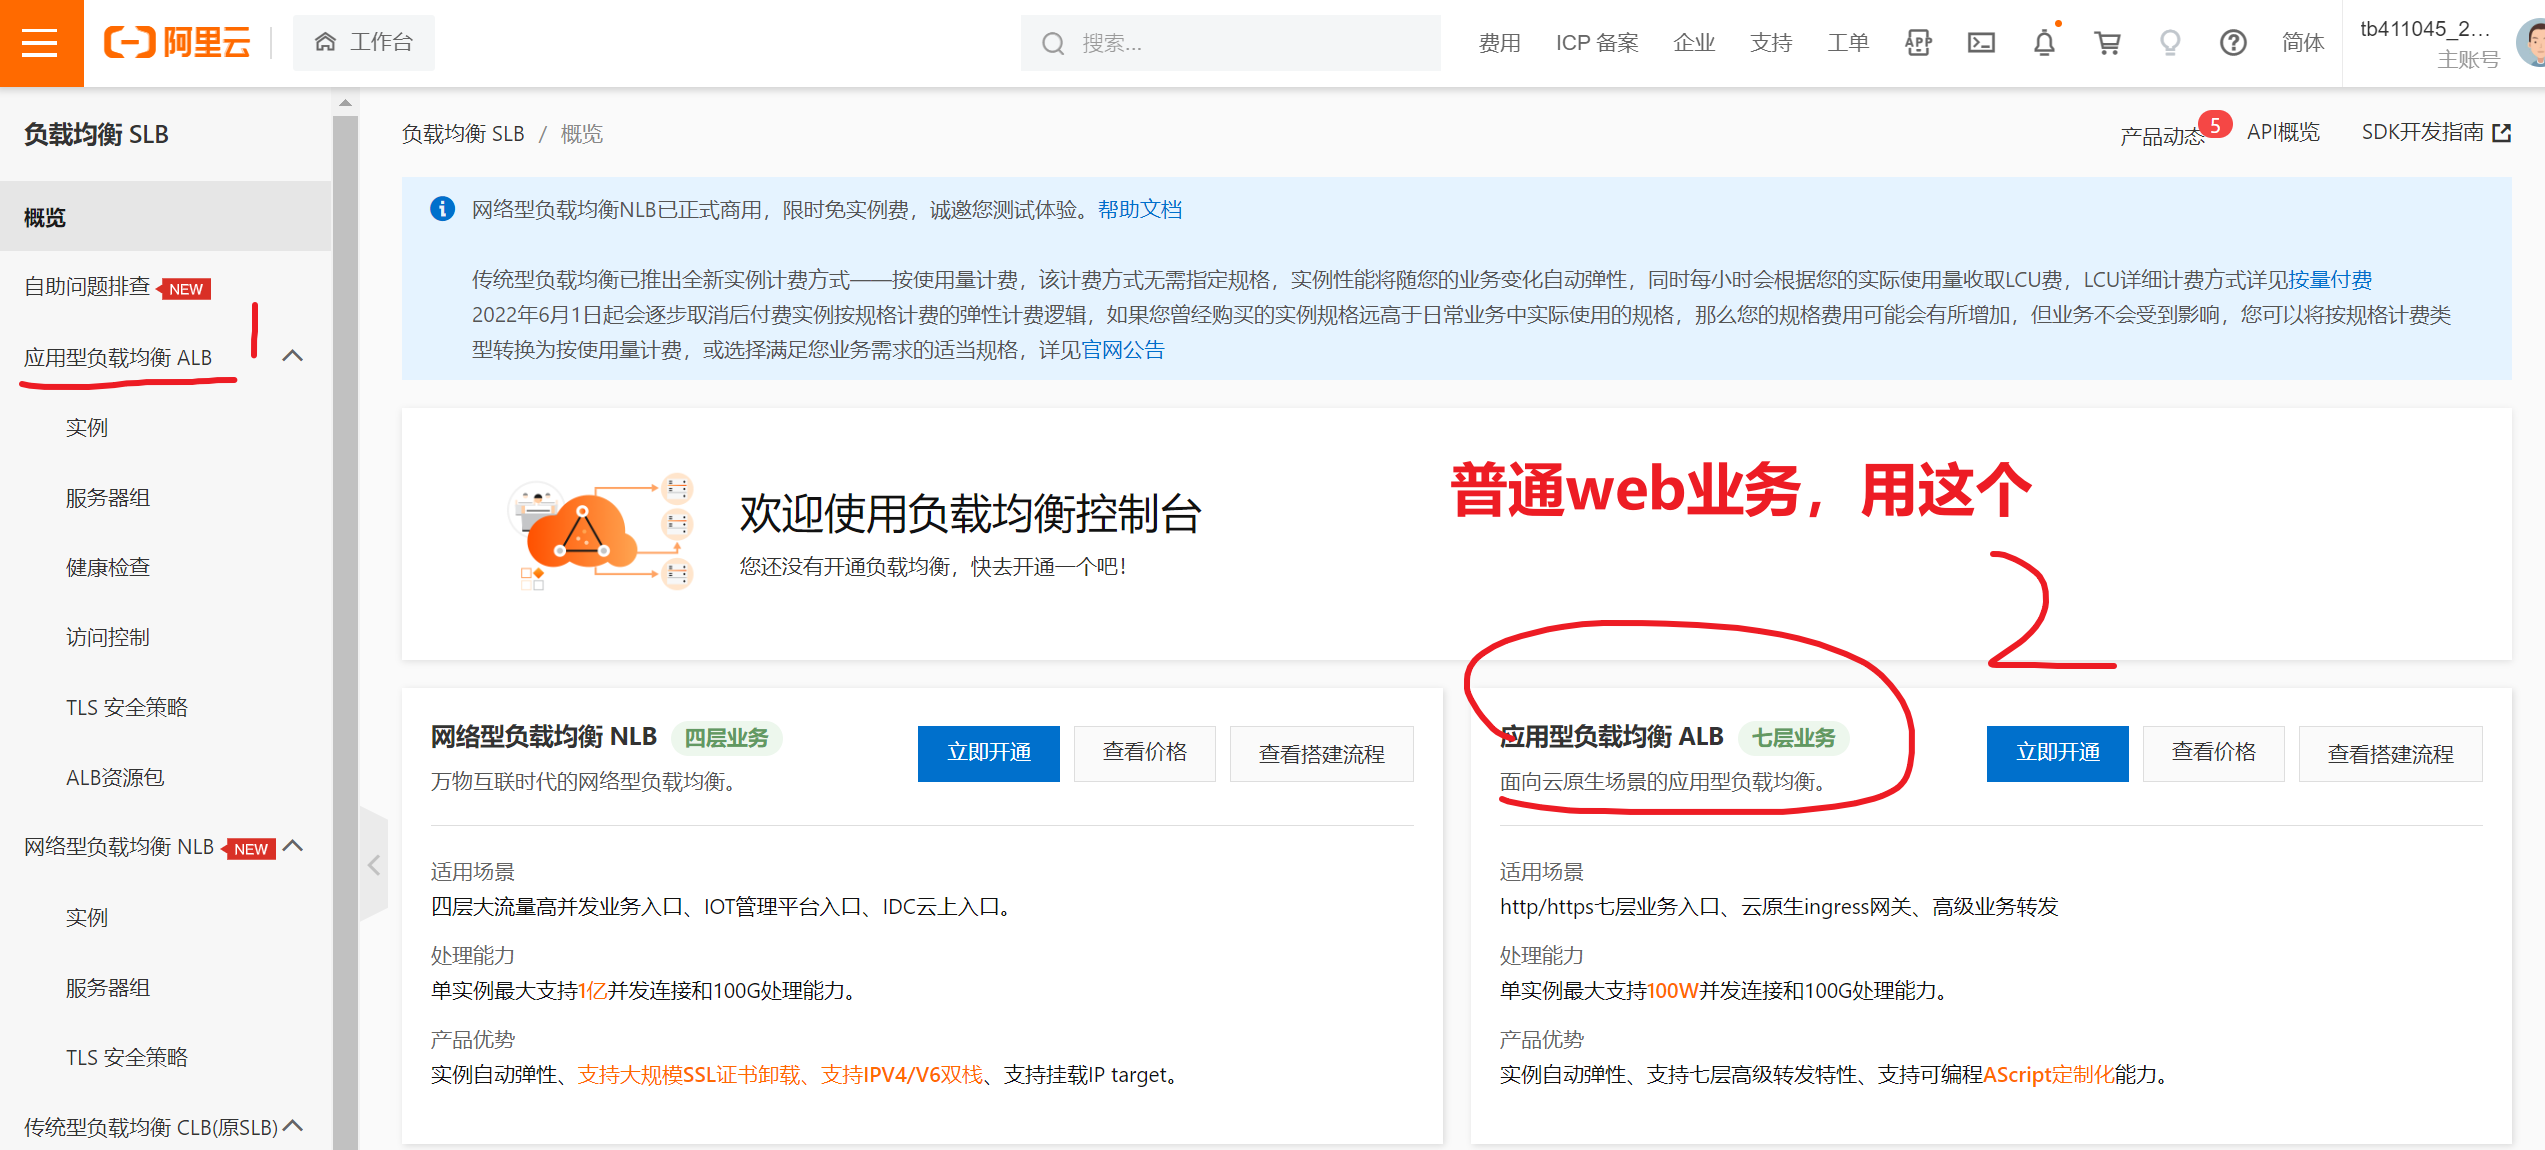 阿里云
工作台
搜索...
费用
ICP 备案
企业
支持
工单
APP
简体
tb411045_2...
主账号
负载均衡 SLB
概览
自助问题排查 NEW
应用型负载均衡 ALB
1
实例
服务器组
健康检查
访问控制
TLS 安全策略
ALB资源包
网络型负载均衡 NLB NEW
实例
服务器组
TLS 安全策略
传统型负载均衡 CLB(原SLB)
负载均衡 SLB / 概览
产品动态 5
API概览
SDK开发指南
网络型负载均衡NLB已正式商用，限时免实例费，诚邀您测试体验。帮助文档
传统型负载均衡已推出全新实例计费方式——按使用量计费，该计费方式无需指定规格，实例性能将随您的业务变化自动弹性，同时每小时会根据您的实际使用量收取LCU费，LCU详细计费方式详见按量付费
2022年6月1日起会逐步取消后付费实例按规格计费的弹性计费逻辑，如果您曾经购买的实例规格远高于日常业务中实际使用的规格，那么您的规格费用可能会有所增加，但业务不会受到影响，您可以将按规格计费类
型转换为按使用量计费，或选择满足您业务需求的适当规格，详见官网公告
欢迎使用负载均衡控制台
您还没有开通负载均衡，快去开通一个吧！
普通web业务，用这个
2
网络型负载均衡 NLB 四层业务
万物互联时代的网络型负载均衡。
立即开通
查看价格
查看搭建流程
适用场景
四层大流量高并发业务入口、IOT管理平台入口、IDC云上入口。
处理能力
单实例最大支持1亿并发连接和100G处理能力。
产品优势
实例自动弹性、支持大规模SSL证书卸载、支持IPV4/V6双栈、支持挂载IP target。
应用型负载均衡 ALB 七层业务
面向云原生场景的应用型负载均衡。
立即开通
查看价格
查看搭建流程
适用场景
http/https七层业务入口、云原生ingress网关、高级业务转发
处理能力
单实例最大支持100W并发连接和100G处理能力。
产品优势
实例自动弹性、支持七层高级转发特性、支持可编程AScript定制化能力。